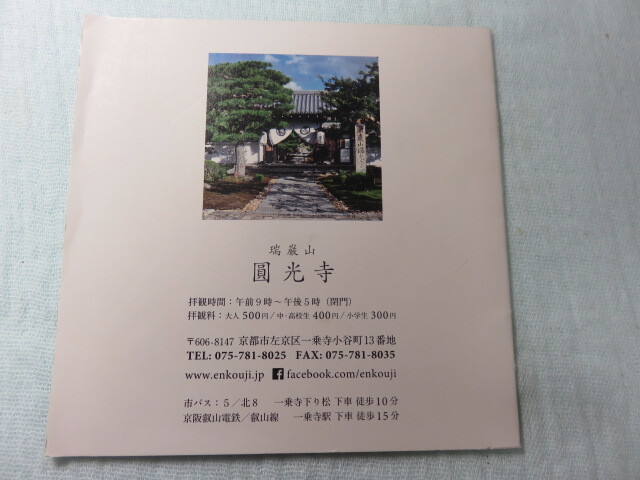 瑞巌山
圓光寺
拝観時間：午前9時～午後5時（閉門）
拝観料：大人 500円／中・高校生 400円／小学生 300円
〒606-8147 京都市左京区一乗寺小谷町13番地
TEL: 075-781-8025 FAX: 075-781-8035
www.enkouji.jp facebook.com/enkouji
市バス：5／北8 一乗寺下り松 下車 徒歩10分
京阪叡山電鉄／叡山線 一乗寺駅 下車 徒歩15分